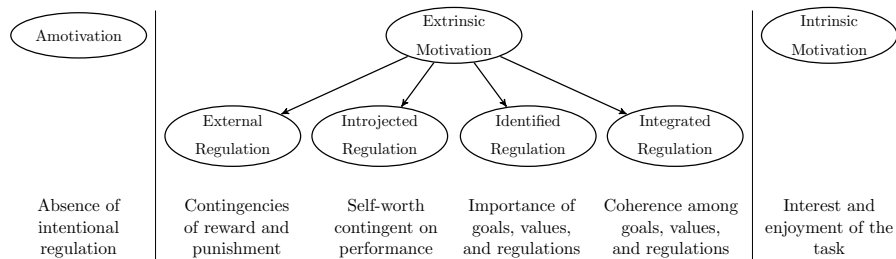 Amotivation
Extrinsic
Motivation
Intrinsic
Motivation
External
Regulation
Introjected
Regulation
Identified
Regulation
Integrated
Regulation
Absence of
intentional
regulation
Contingencies
of reward and
punishment
Self-worth
contingent on
performance
Importance of
goals, values,
and regulations
Coherence among
goals, values,
and regulations
Interest and
enjoyment of the
task